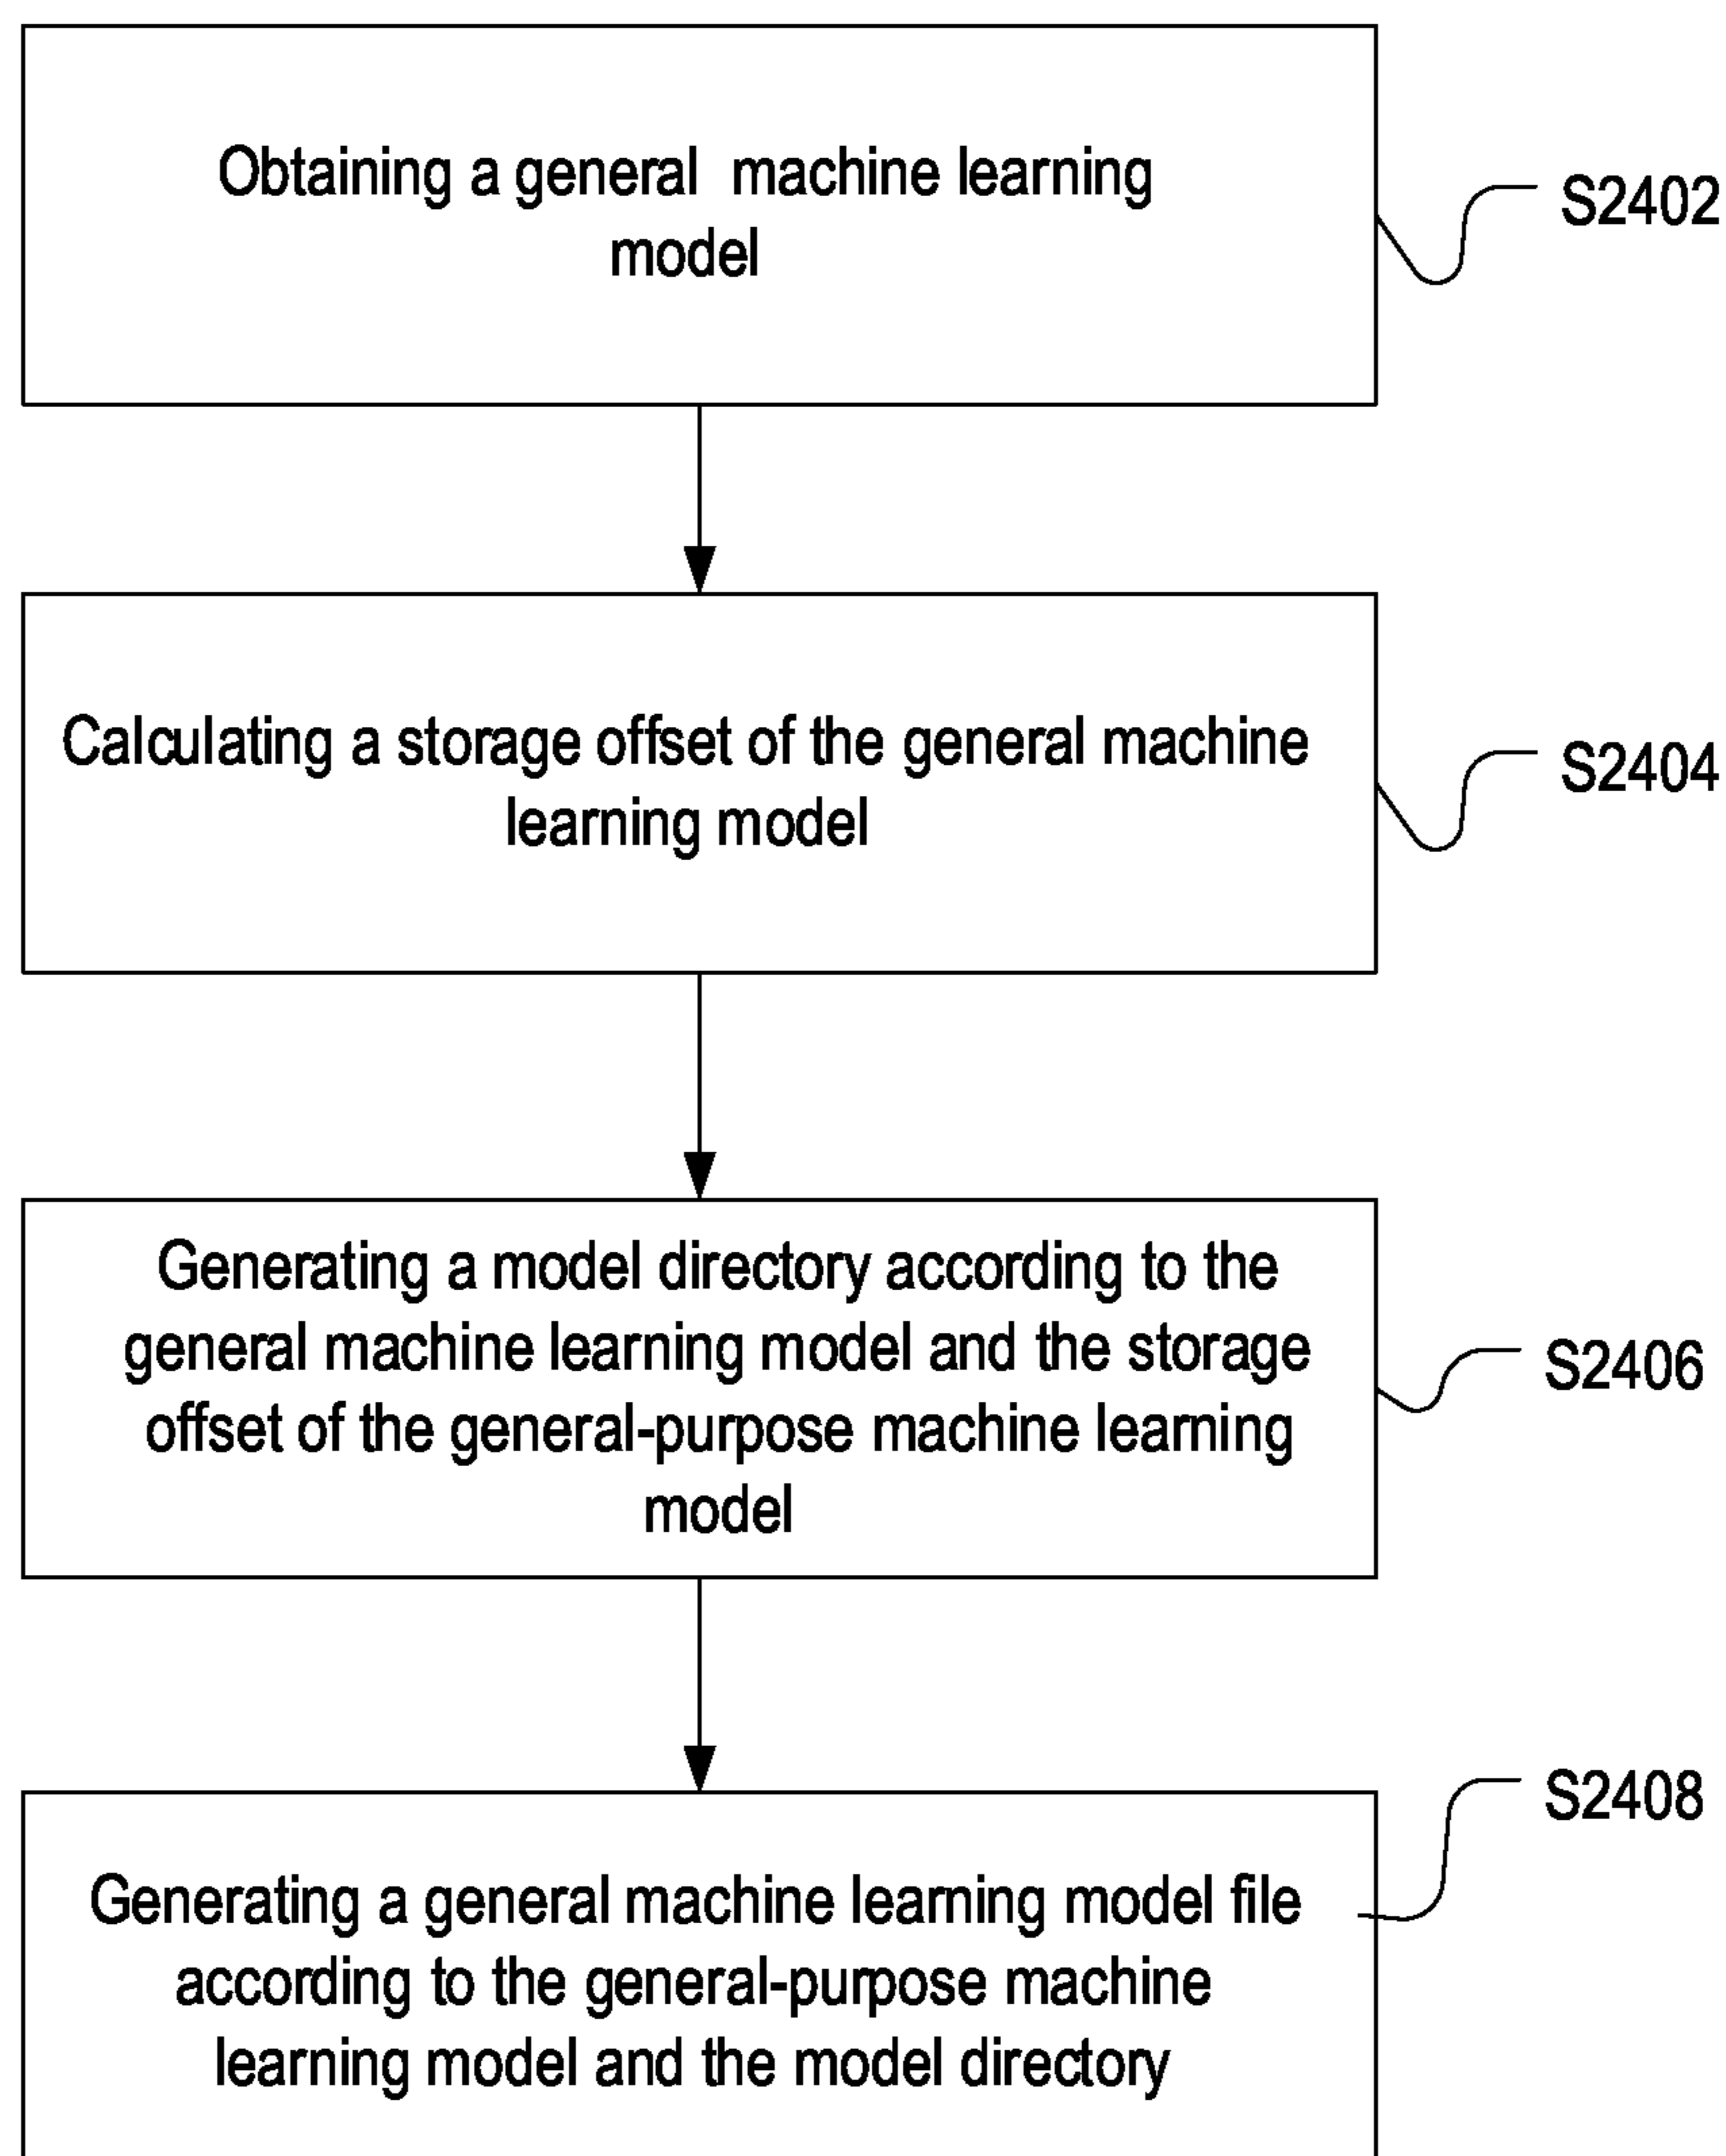 Obtaining a general machine learning
model
S2402
Calculating a storage offset of the general machine
learning model
S2404
Generating a model directory according to the
general machine learning model and the storage
offset of the general-purpose machine learning
model
S2406
S2408
Generating a general machine learning model file
according to the general-purpose machine
learning model and the model directory